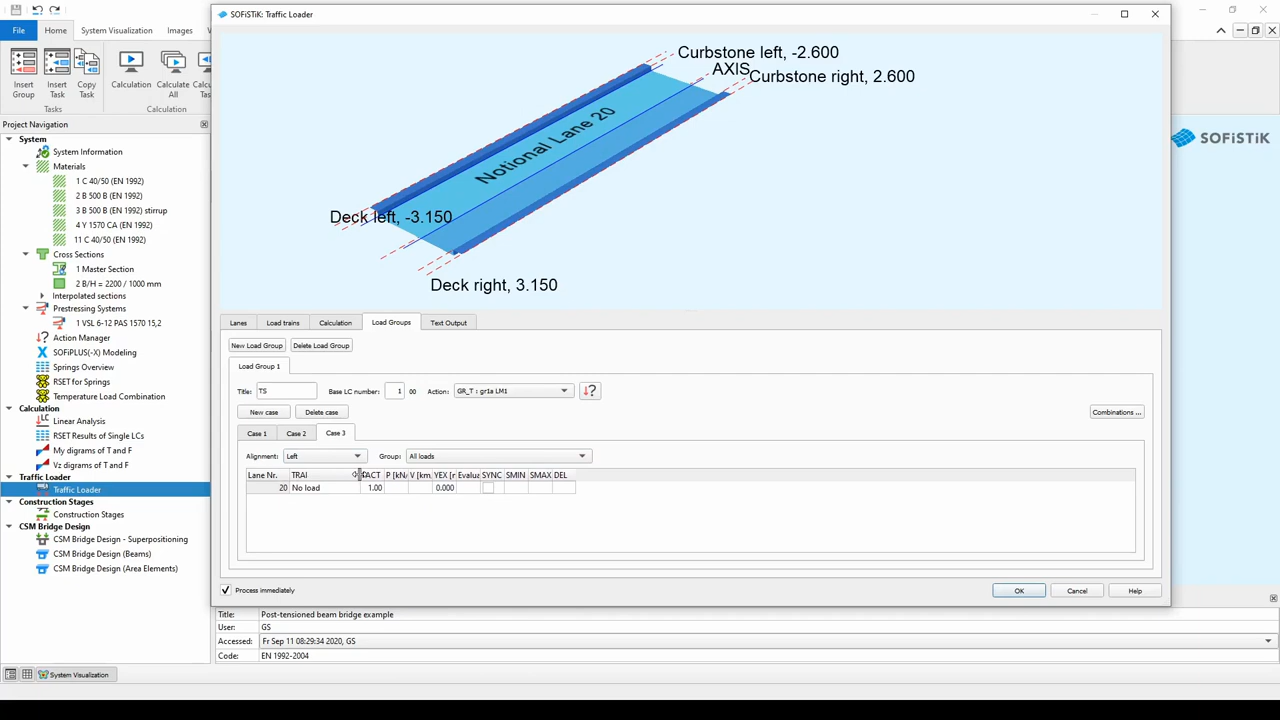 SOFiSTiK: Traffic Loader
File
Home
System Visualization
Images
Insert Group
Insert Task
Copy Task
Calculation
Calculate All
Tasks
Calculation
Project Navigation
System
System Information
Materials
1 C 40/50 (EN 1992)
2 B 500 B (EN 1992)
3 B 500 B (EN 1992) stirrup
4 Y 1570 CA (EN 1992)
11 C 40/50 (EN 1992)
Cross Sections
1 Master Section
2 B/H = 2200 / 1000 mm
Interpolated sections
Prestressing Systems
1 VSL 6-12 PAS 1570 15,2
Action Manager
SOFiPLUS(-X) Modeling
Springs Overview
RSET for Springs
Temperature Load Combination
Calculation
Linear Analysis
RSET Results of Single LCs
My digrams of T and F
Vz digrams of T and F
Traffic Loader
Traffic Loader
Construction Stages
Construction Stages
CSM Bridge Design
CSM Bridge Design - Superpositioning
CSM Bridge Design (Beams)
CSM Bridge Design (Area Elements)
Curbstone left, -2.600
AXIS
Curbstone right, 2.600
Notional Lane 20
Deck left, -3.150
Deck right, 3.150
SOFiSTiK
Lanes
Load trains
Calculation
Load Groups
Text Output
New Load Group
Delete Load Group
Load Group 1
Title: TS Base LC number: 1 00 Action: GR_T : gr1a LM1
New case
Delete case
Combinations ...
Case 1
Case 2
Case 3
Alignment: Left Group: All loads
Lane Nr. TRAI P [kN/ V [km, YEX [r Evalua SYNC SMIN SMAX DEL
20 No load 1.00 0.000
Process immediately
OK
Cancel
Help
Title: Post-tensioned beam bridge example
User: GS
Accessed: Fr Sep 11 08:29:34 2020, GS
Code: EN 1992-2004
System Visualization